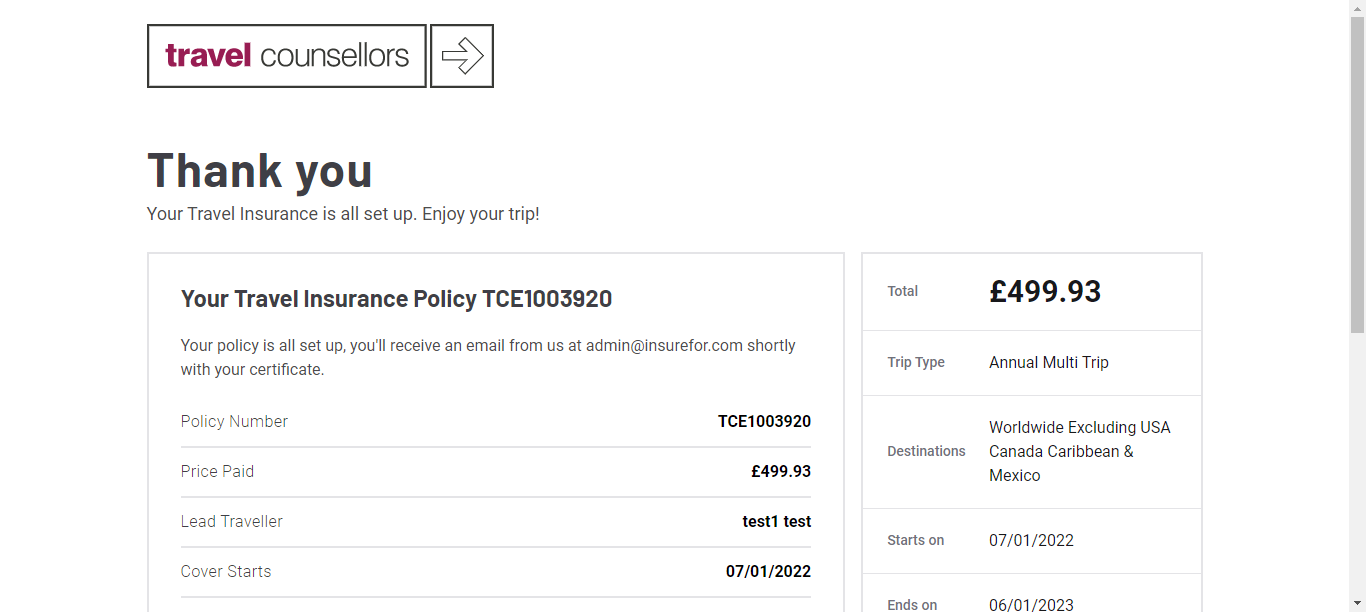 travel counsellors
Thank you
Your Travel Insurance is all set up. Enjoy your trip!
Your Travel Insurance Policy TCE1003920
Your policy is all set up, you'll receive an email from us at admin@insurefor.com shortly
with your certificate.
Policy Number TCE1003920
Price Paid £499.93
Lead Traveller test1 test
Cover Starts 07/01/2022
Total £499.93
Trip Type Annual Multi Trip
Destinations Worldwide Excluding USA
Canada Caribbean &
Mexico
Starts on 07/01/2022
Ends on 06/01/2023